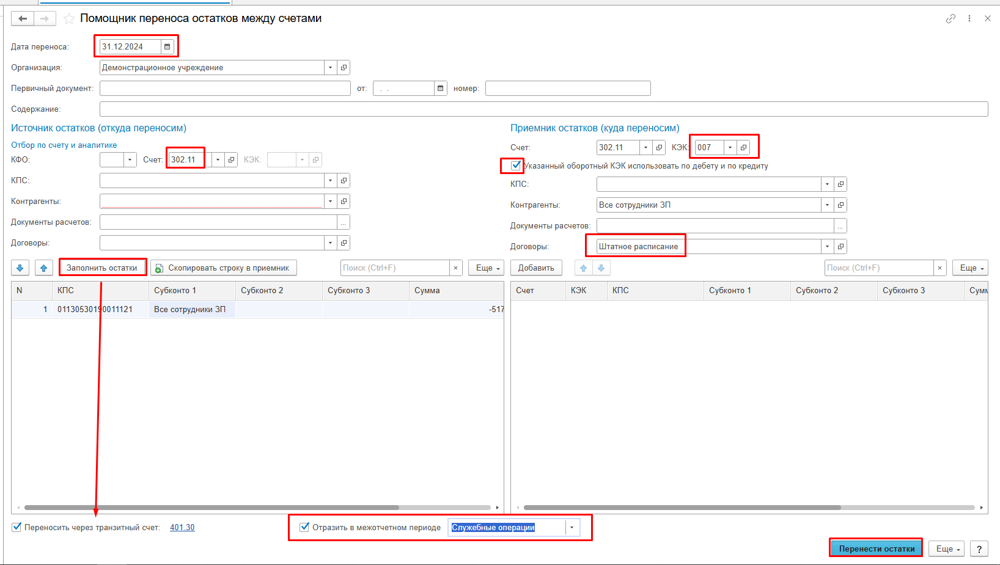 Помощник переноса остатков между счетами
Дата переноса: 31.12.2024
Организация: Демонстрационное учреждение
Первичный документ: от: . . номер:
Содержание:
Источник остатков (откуда переносим)
Отбор по счету и аналитике
КФО: Счет: 302.11 КЭК:
КПС:
Контрагенты:
Документы расчетов: ...
Договоры:
Заполнить остатки Скопировать строку в приемник Поиск (Ctrl+F) × Еще
N КПС Субконто 1 Субконто 2 Субконто 3 Сумма
1 01130530190011121 Все сотрудники ЗП -517
Приемник остатков (куда переносим)
Счет: 302.11 КЭК: 007
Указанный оборотный КЭК использовать по дебету и по кредиту
КПС:
Контрагенты: Все сотрудники ЗП
Документы расчетов: ...
Договоры: Штатное расписание
Добавить Поиск (Ctrl+F) × Еще
Счет КЭК КПС Субконто 1 Субконто 2 Субконто 3 Сумм
Переносить через транзитный счет: 401.30 Отразить в межотчетном периоде Служебные операции
Перенести остатки Еще ?